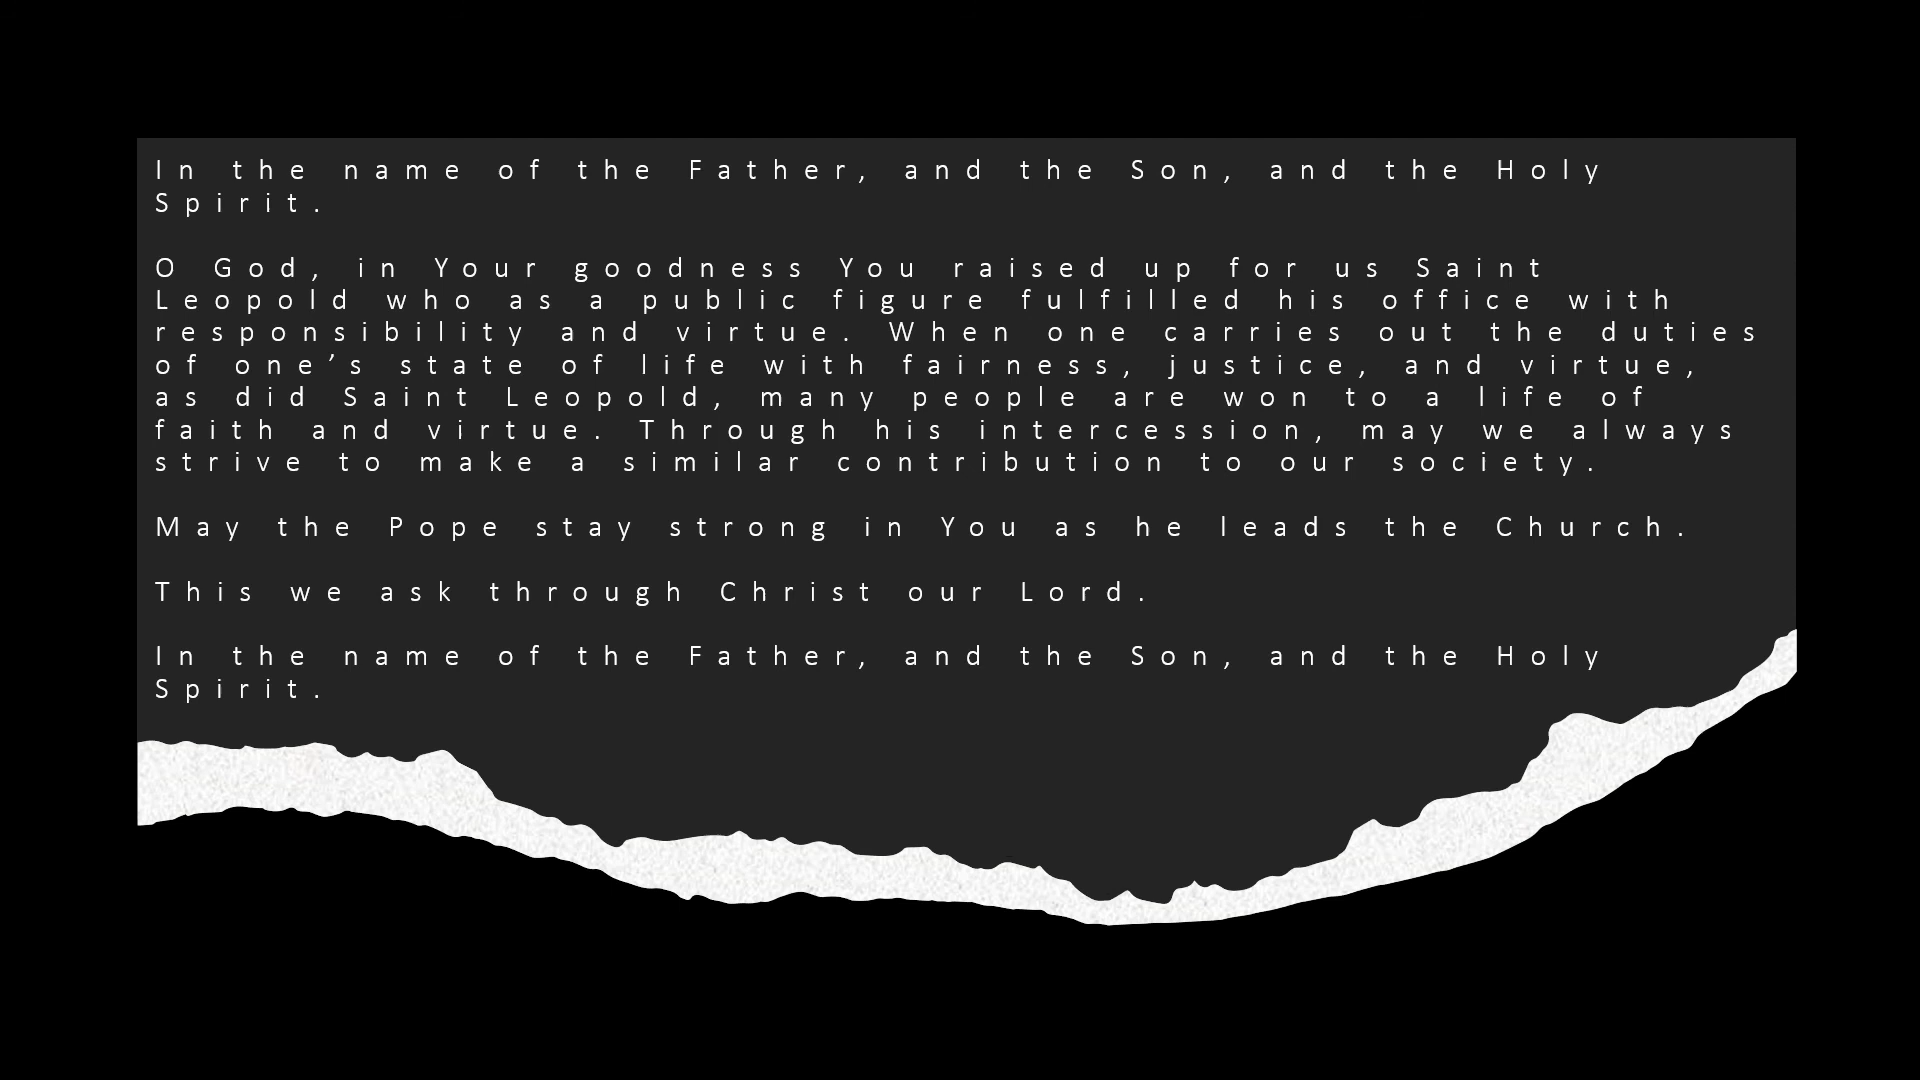 In the name of the Father, and the Son, and the Holy
Spirit.
O God, in Your goodness You raised up for us Saint
Leopold who as a public figure fulfilled his office with
responsibility and virtue. When one carries out the duties
of one’s state of life with fairness, justice, and virtue,
as did Saint Leopold, many people are won to a life of
faith and virtue. Through his intercession, may we always
strive to make a similar contribution to our society.
May the Pope stay strong in You as he leads the Church.
This we ask through Christ our Lord.
In the name of the Father, and the Son, and the Holy
Spirit.